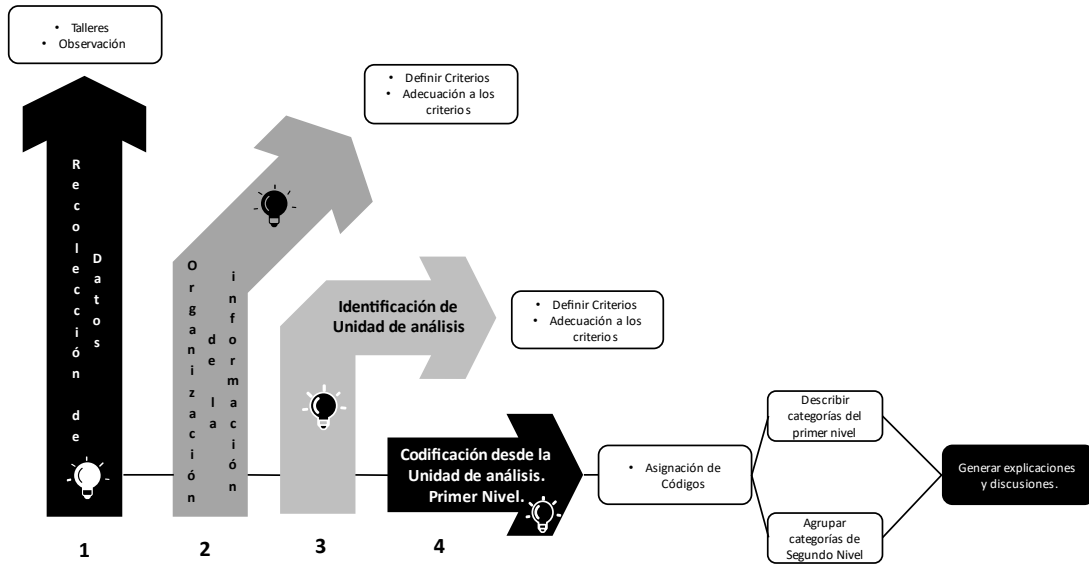 • Talleres
• Observación
Recolección de
Datos
1
Organización
de la
información
2
• Definir Criterios
• Adecuación a los
criterios
Identificación de
Unidad de análisis
3
• Definir Criterios
• Adecuación a los
criterios
Codificación desde la
Unidad de análisis.
Primer Nivel.
4
• Asignación de
Códigos
Describir
categorías del
primer nivel
Agrupar
categorías de
Segundo Nivel
Generar explicaciones
y discusiones.